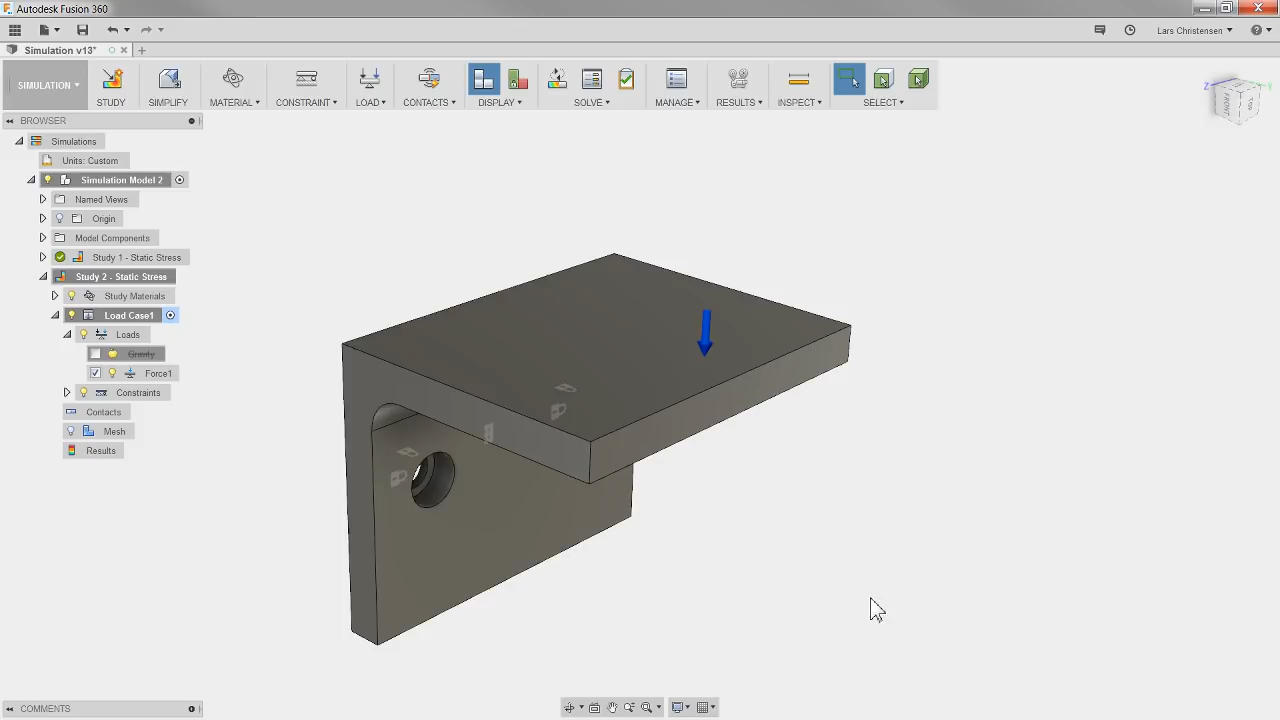 Autodesk Fusion 360
Lars Christensen
Simulation v13*
SIMULATION
STUDY
SIMPLIFY
MATERIAL
CONSTRAINT
LOAD
CONTACTS
DISPLAY
SOLVE
MANAGE
RESULTS
INSPECT
SELECT
BROWSER
Z
Y
Simulations
Units: Custom
Simulation Model 2
Named Views
Origin
Model Components
Study 1 - Static Stress
Study 2 - Static Stress
Study Materials
Load Case1
Loads
Gravity
Force1
Constraints
Contacts
Mesh
Results
COMMENTS